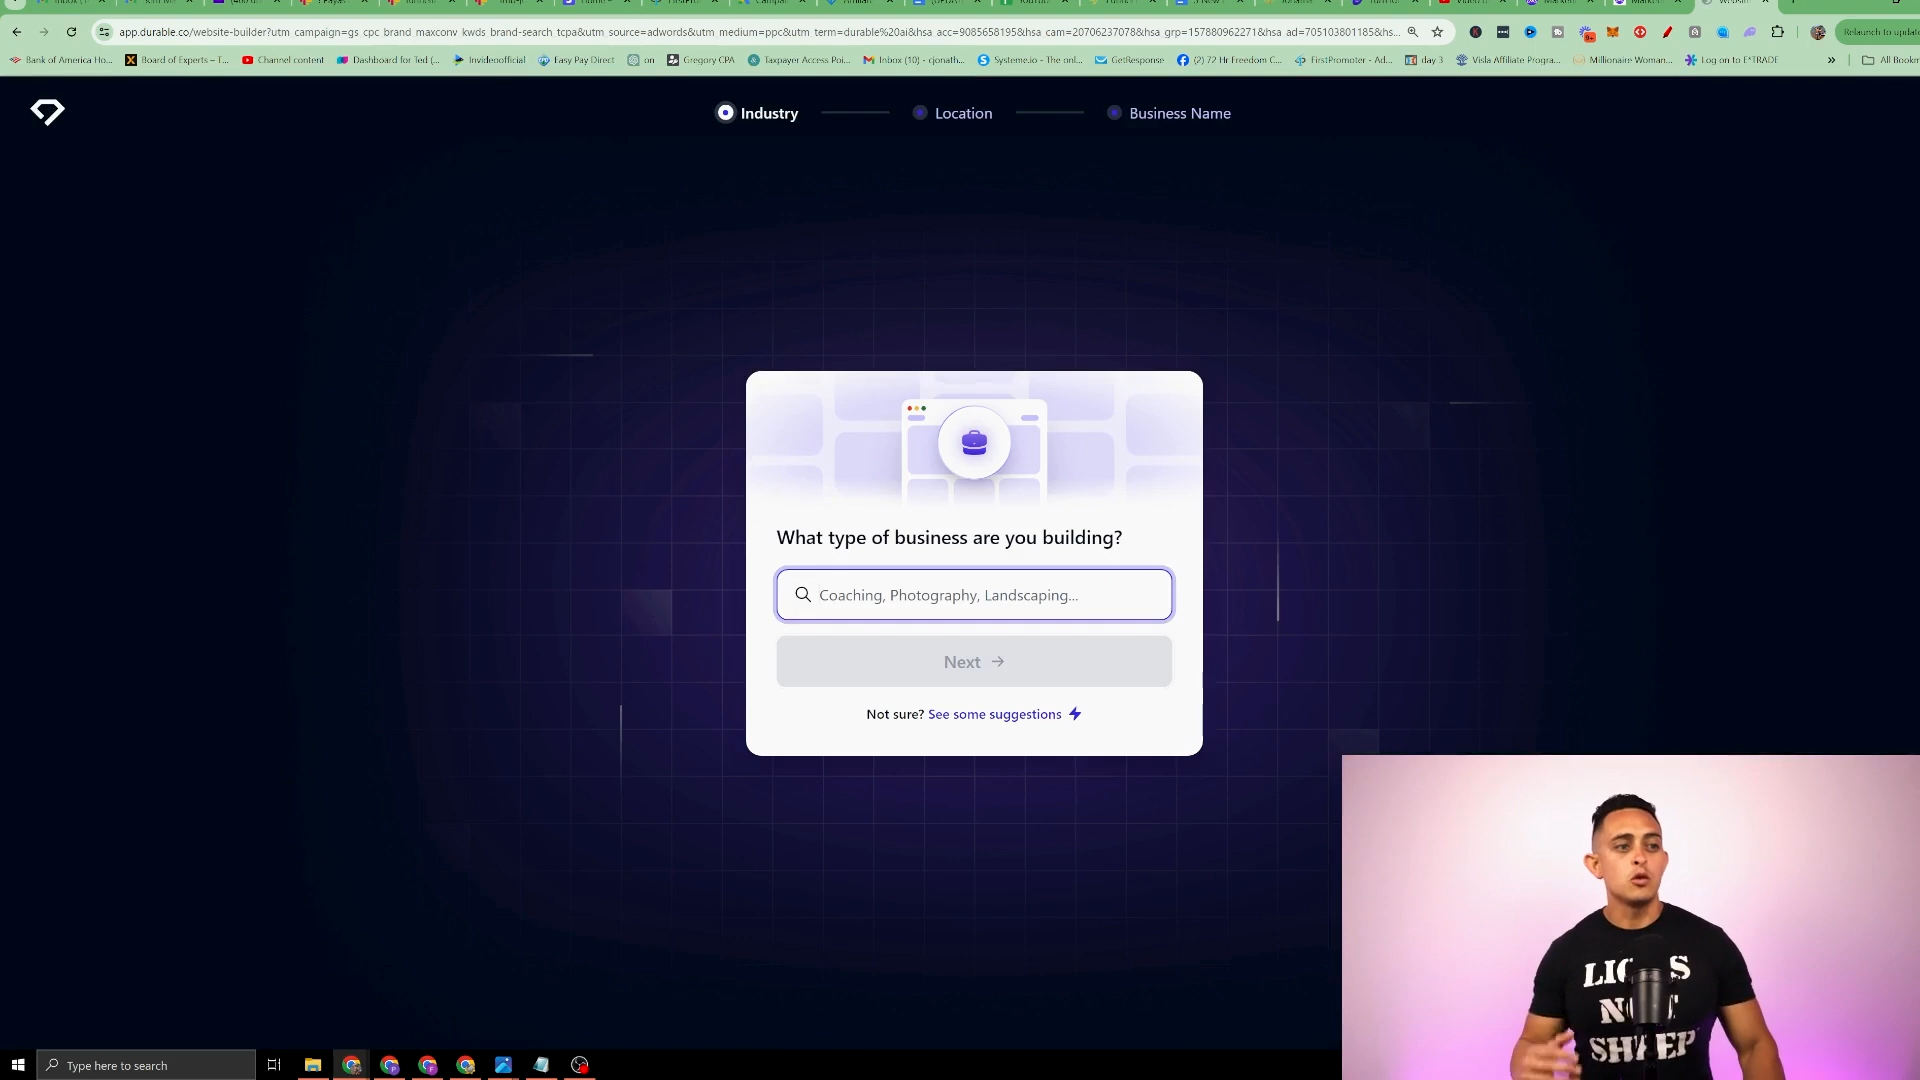 app.durable.co/website-builder?utm_campaign=gs_cpc_brand_maxconv_kwds_brand-search_tcpa&utm_source=adwords&utm_medium=ppc&utm_term=durable%20ai&hsa_acc=9085658195&hsa_cam=20706237078&hsa_grp=157880962271&hsa_ad=705103801185&hs...
Relaunch to update
Bank of America Ho...
Board of Experts – T...
Channel content
Dashboard for Ted (...
Invideoofficial
Easy Pay Direct
on
Gregory CPA
Taxpayer Access Poi...
Inbox (10) - cjonath...
Systeme.io - The onl...
GetResponse
(2) 72 Hr Freedom C...
FirstPromoter - Ad...
day 3
Visla Affiliate Progra...
Millionaire Woman...
Log on to E*TRADE
»
All Bookm
Industry
Location
Business Name
What type of business are you building?
Coaching, Photography, Landscaping...
Next →
Not sure? See some suggestions
NOT
SHEEP
Type here to search